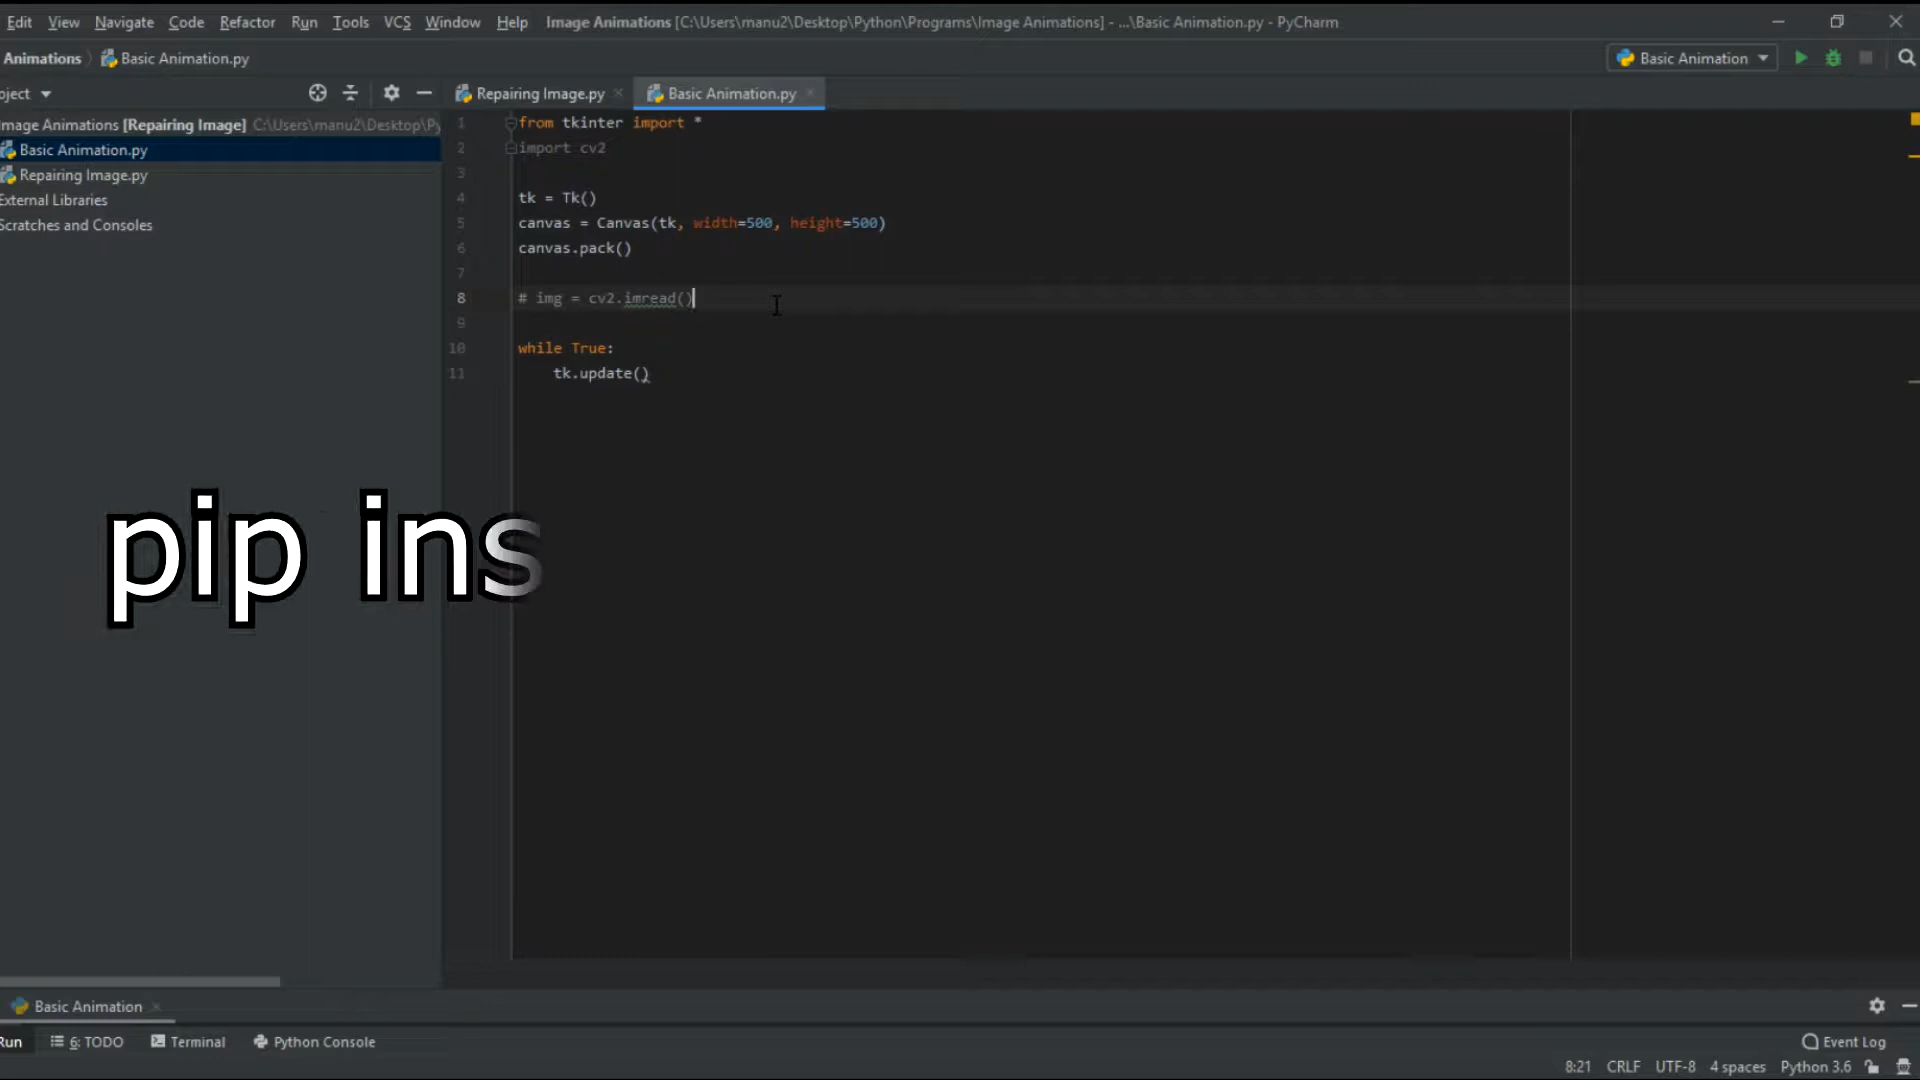 Edit View Navigate Code Refactor Run Tools VCS Window Help Image Animations [C:\Users\manu2\Desktop\Python\Programs\Image Animations] - ...\Basic Animation.py - PyCharm
Animations Basic Animation.py Basic Animation
oject Repairing Image.py Basic Animation.py
mage Animations [Repairing Image] C:\Users\manu2\Desktop\Py
Basic Animation.py
Repairing Image.py
External Libraries
Scratches and Consoles
1 from tkinter import *
2 import cv2
3
4 tk = Tk()
5 canvas = Canvas(tk, width=500, height=500)
6 canvas.pack()
7
8 # img = cv2.imread()
9
10 while True:
11 tk.update()
pip ins
Basic Animation
Run 6: TODO Terminal Python Console Event Log
8:21 CRLF UTF-8 4 spaces Python 3.6